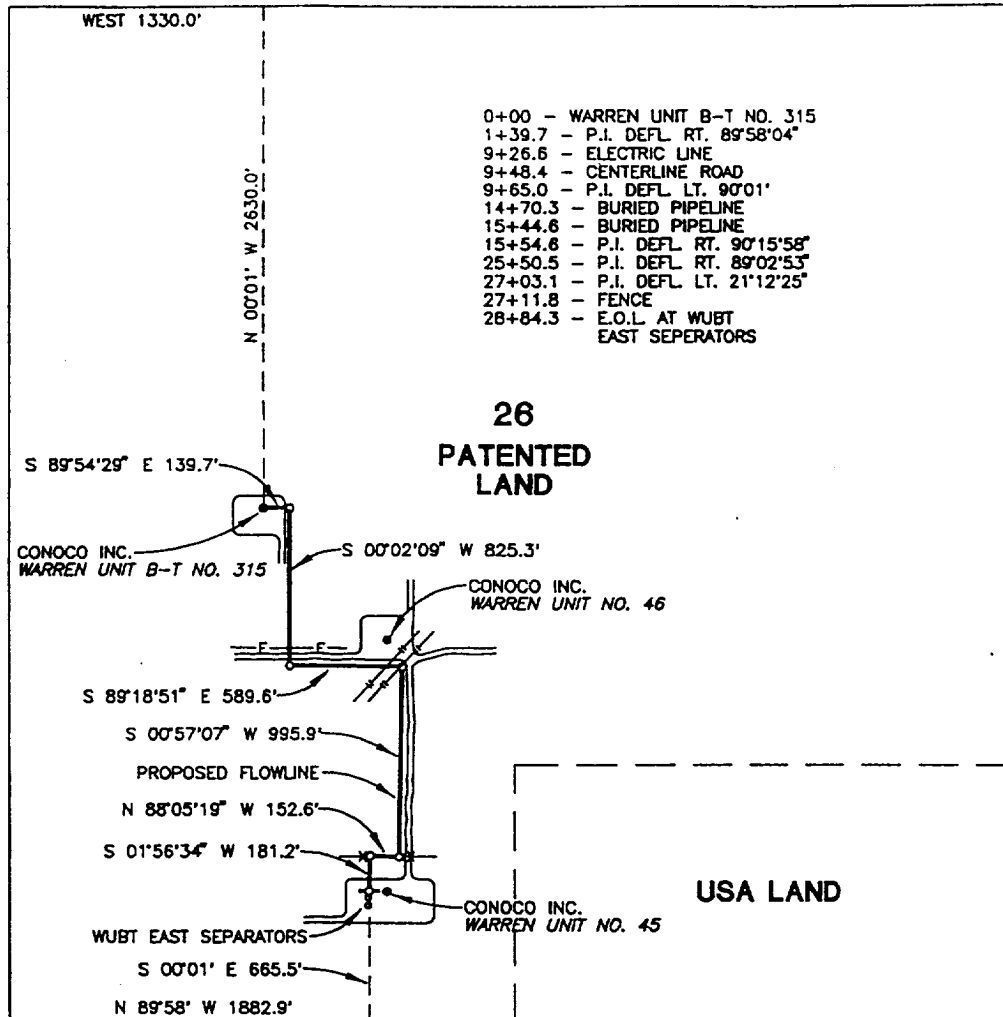 WEST 1330.0'
N 00°01' W 2630.0'
0+00 – WARREN UNIT B–T NO. 315
1+39.7 – P.I. DEFL. RT. 89°58'04"
9+26.6 – ELECTRIC LINE
9+48.4 – CENTERLINE ROAD
9+65.0 – P.I. DEFL. LT. 90°01'
14+70.3 – BURIED PIPELINE
15+44.6 – BURIED PIPELINE
15+54.6 – P.I. DEFL. RT. 90°15'58"
25+50.5 – P.I. DEFL. RT. 89°02'53"
27+03.1 – P.I. DEFL. LT. 21°12'25"
27+11.8 – FENCE
28+84.3 – E.O.L. AT WUBT
EAST SEPERATORS
26
PATENTED
LAND
S 89°54'29" E 139.7'
CONOCO INC.
WARREN UNIT B–T NO. 315
S 00°02'09" W 825.3'
CONOCO INC.
WARREN UNIT NO. 46
E E
S 89°18'51" E 589.6'
S 00°57'07" W 995.9'
PROPOSED FLOWLINE
N 88°05'19" W 152.6'
S 01°56'34" W 181.2'
USA LAND
CONOCO INC.
WARREN UNIT NO. 45
WUBT EAST SEPARATORS
S 00°01' E 665.5'
N 89°58' W 1882.9'